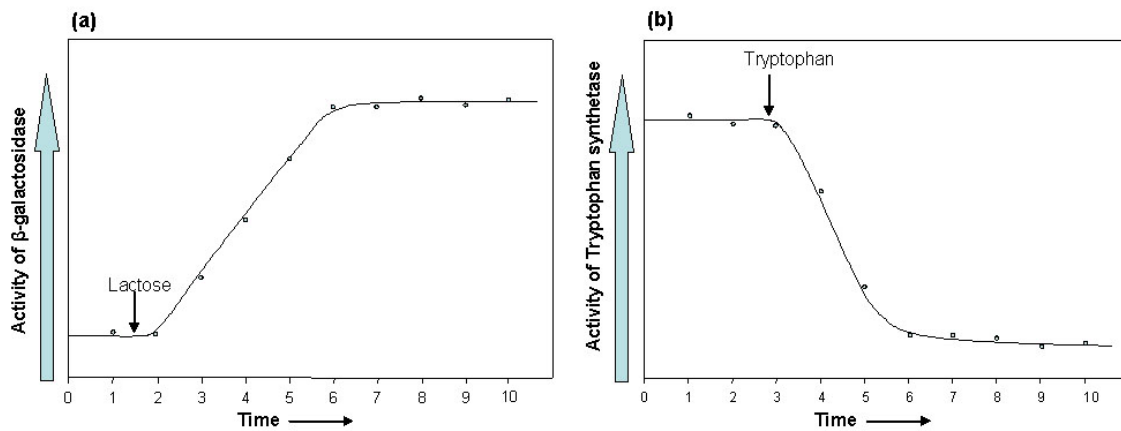 (a)
Activity of β-galactosidase
Lactose
0 1 2 3 4 5 6 7 8 9 10
Time
(b)
Activity of Tryptophan synthetase
Tryptophan
0 1 2 3 4 5 6 7 8 9 10
Time